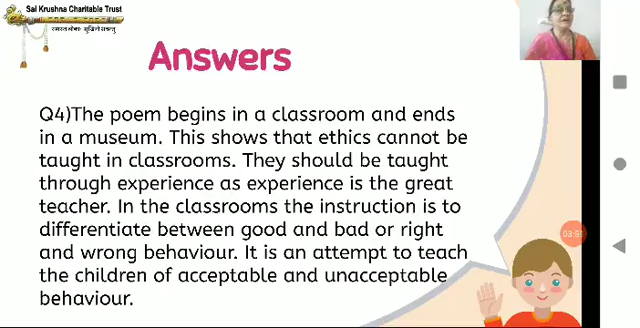 Sai Krushna Charitable Trust
Answers
Q4)The poem begins in a classroom and ends
in a museum. This shows that ethics cannot be
taught in classrooms. They should be taught
through experience as experience is the great
teacher. In the classrooms the instruction is to
differentiate between good and bad or right
and wrong behaviour. It is an attempt to teach
the children of acceptable and unacceptable
behaviour.